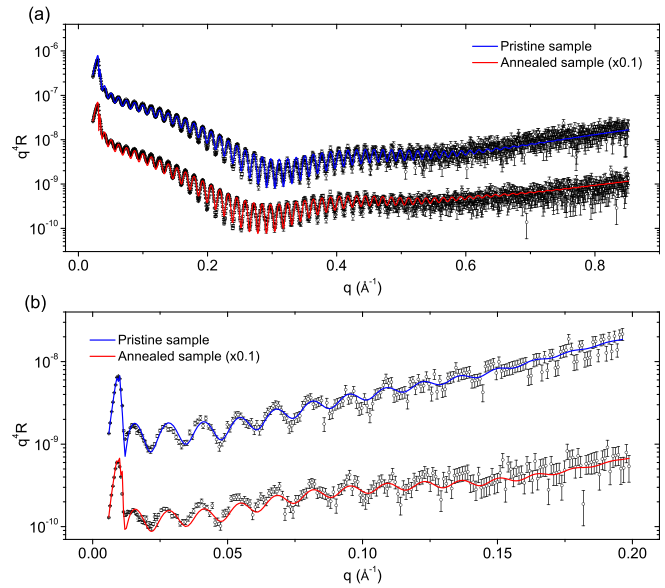 (a)
Pristine sample
Annealed sample (x0.1)
10⁻⁶
10⁻⁷
10⁻⁸
10⁻⁹
10⁻¹⁰
q⁴R
0.0 0.2 0.4 0.6 0.8
q (Å⁻¹)
(b)
Pristine sample
Annealed sample (x0.1)
10⁻⁸
10⁻⁹
10⁻¹⁰
q⁴R
0.00 0.05 0.10 0.15 0.20
q (Å⁻¹)